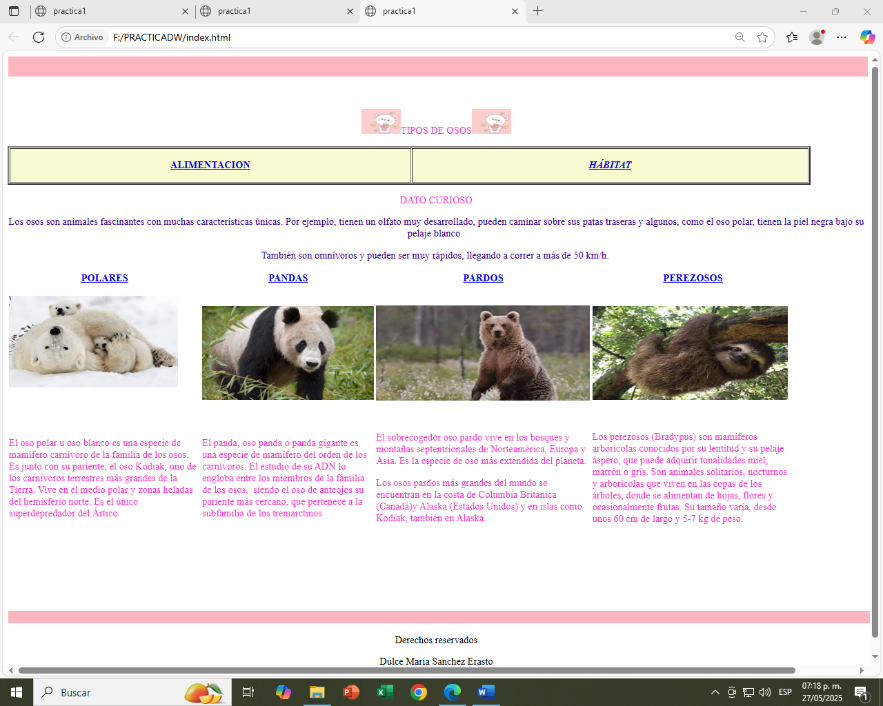 practica1
practica1
practica1
Archivo
F:/PRACTICADW/index.html
TIPOS DE OSOS
ALIMENTACION
HÁBITAT
DATO CURIOSO
Los osos son animales fascinantes con muchas características únicas. Por ejemplo, tienen un olfato muy desarrollado, pueden caminar sobre sus patas traseras y algunos, como el oso polar, tienen la piel negra bajo su
pelaje blanco.
También son omnívoros y pueden ser muy rápidos, llegando a correr a más de 50 km/h.
POLARES
PANDAS
PARDOS
PEREZOSOS
El oso polar u oso blanco es una especie de
mamífero carnívoro de la familia de los osos.
Es junto con su pariente, el oso Kodiak, uno de
los carnívoros terrestres más grandes de la
Tierra. Vive en el medio polar y zonas heladas
del hemisferio norte. Es el único
superdepredador del Ártico.
El panda, oso panda o panda gigante es
una especie de mamífero del orden de los
carnívoros. El estudio de su ADN lo
engloba entre los miembros de la familia
de los osos, siendo el oso de anteojos su
pariente más cercano, que pertenece a la
subfamilia de los tremarctinos
El sobrecogedor oso pardo vive en los bosques y
montañas septentrionales de Norteamérica, Europa y
Asia. Es la especie de oso más extendida del planeta.
Los osos pardos más grandes del mundo se
encuentran en la costa de Columbia Británica
(Canadá)y Alaska (Estados Unidos) y en islas como
Kodiak, también en Alaska.
Los perezosos (Bradypus) son mamíferos
arborícolas conocidos por su lentitud y su pelaje
áspero, que puede adquirir tonalidades miel,
marrón o gris. Son animales solitarios, nocturnos
y arborícolas que viven en las copas de los
árboles, donde se alimentan de hojas, flores y
ocasionalmente frutas. Su tamaño varía, desde
unos 60 cm de largo y 5-7 kg de peso.
Derechos reservados
Dulce Maria Sanchez Erasto
Buscar
ESP
07:18 p. m.
27/05/2025
1